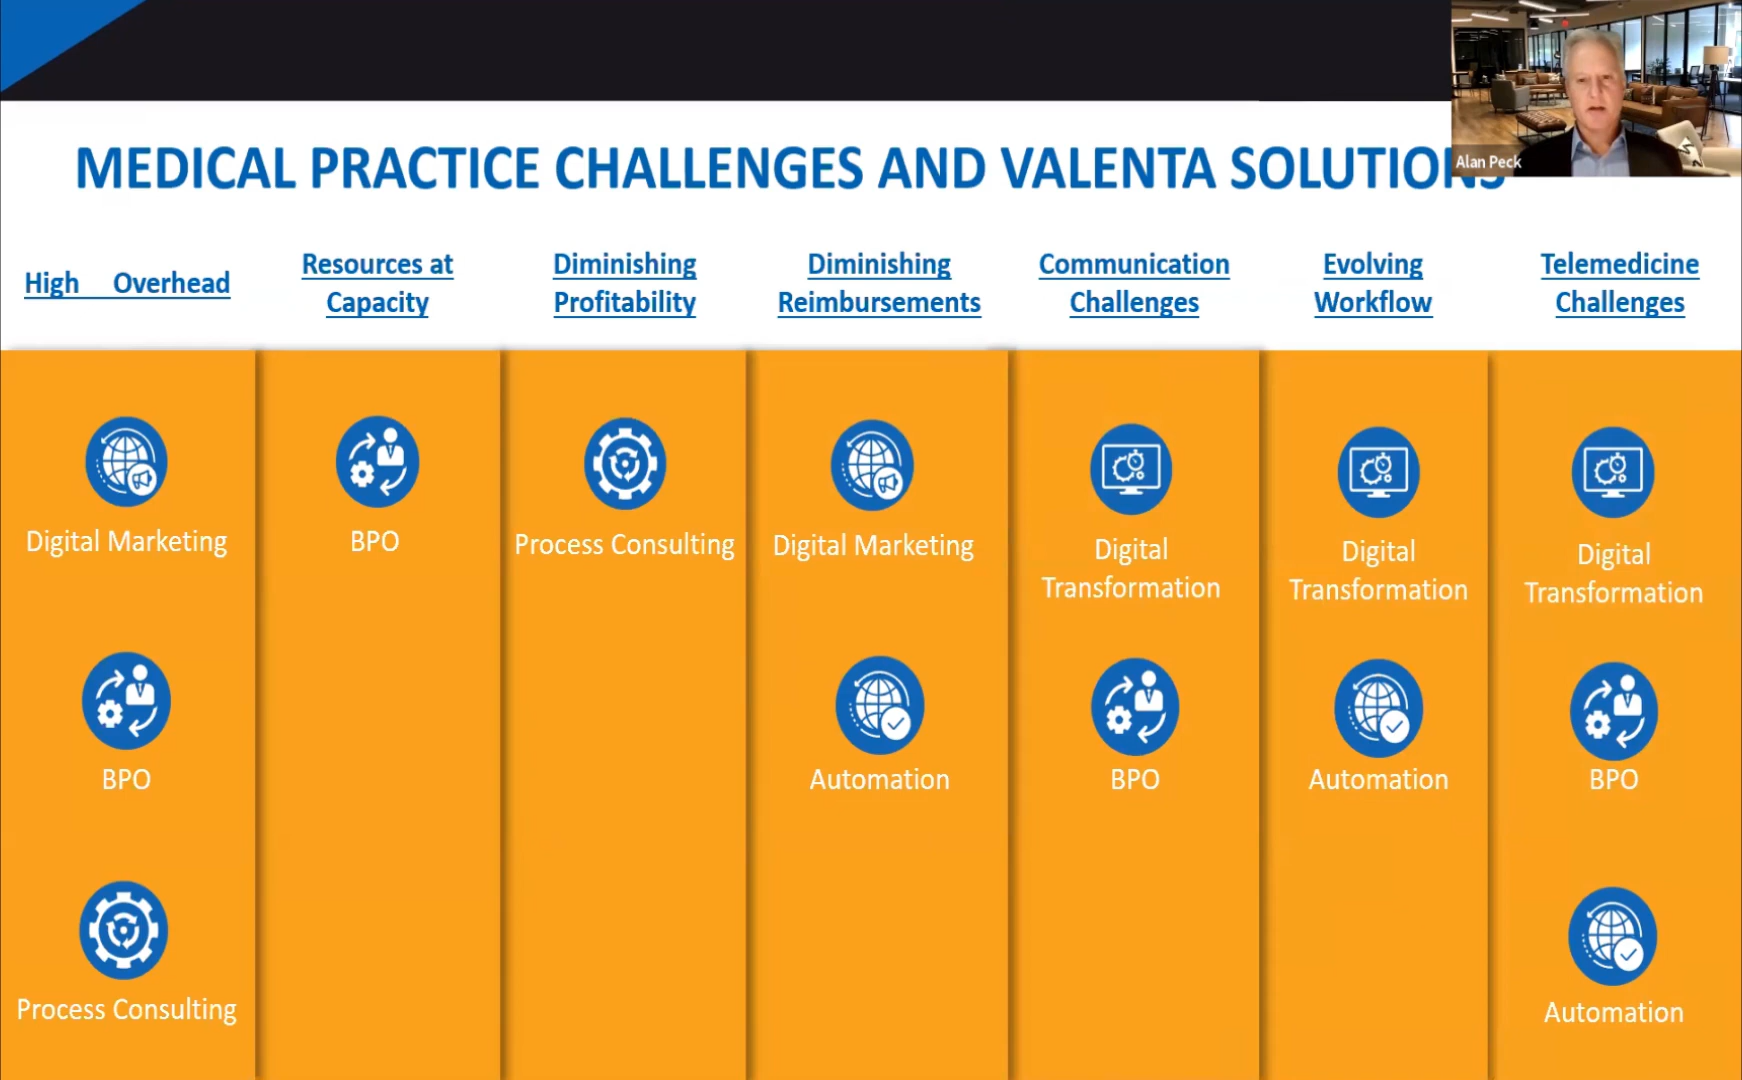 MEDICAL PRACTICE CHALLENGES AND VALENTA SOLUTIONS
Alan Peck
High Overhead
Resources at
Capacity
Diminishing
Profitability
Diminishing
Reimbursements
Communication
Challenges
Evolving
Workflow
Telemedicine
Challenges
Digital Marketing
BPO
Process Consulting
BPO
Process Consulting
Digital Marketing
Automation
Digital
Transformation
BPO
Digital
Transformation
Automation
Digital
Transformation
BPO
Automation